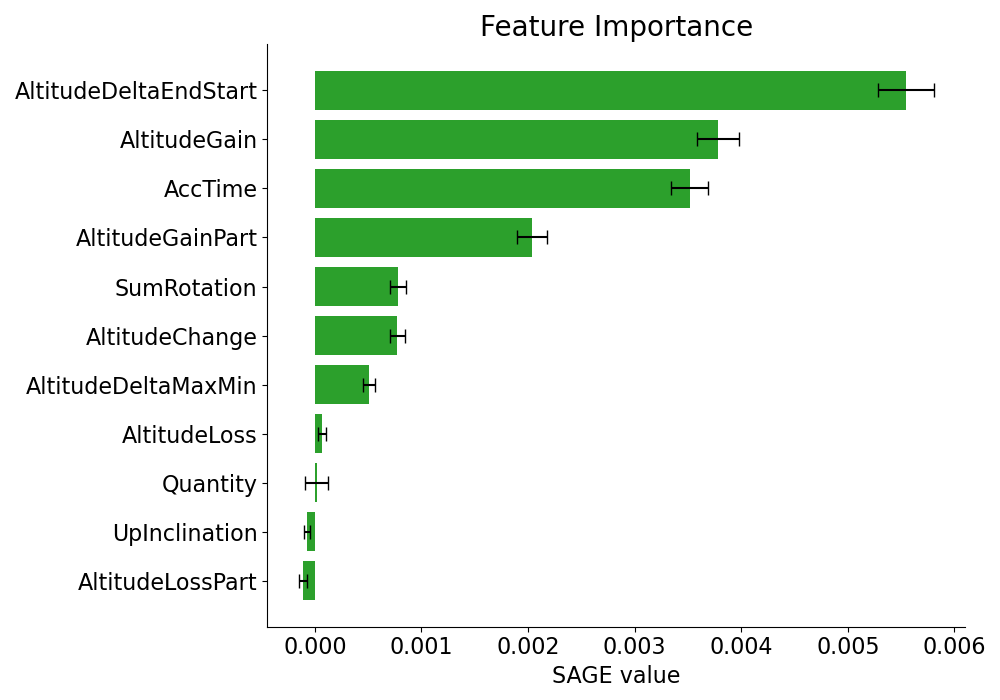 Feature Importance
AltitudeDeltaEndStart
AltitudeGain
AccTime
AltitudeGainPart
SumRotation
AltitudeChange
AltitudeDeltaMaxMin
AltitudeLoss
Quantity
UpInclination
AltitudeLossPart
0.000 0.001 0.002 0.003 0.004 0.005 0.006
SAGE value